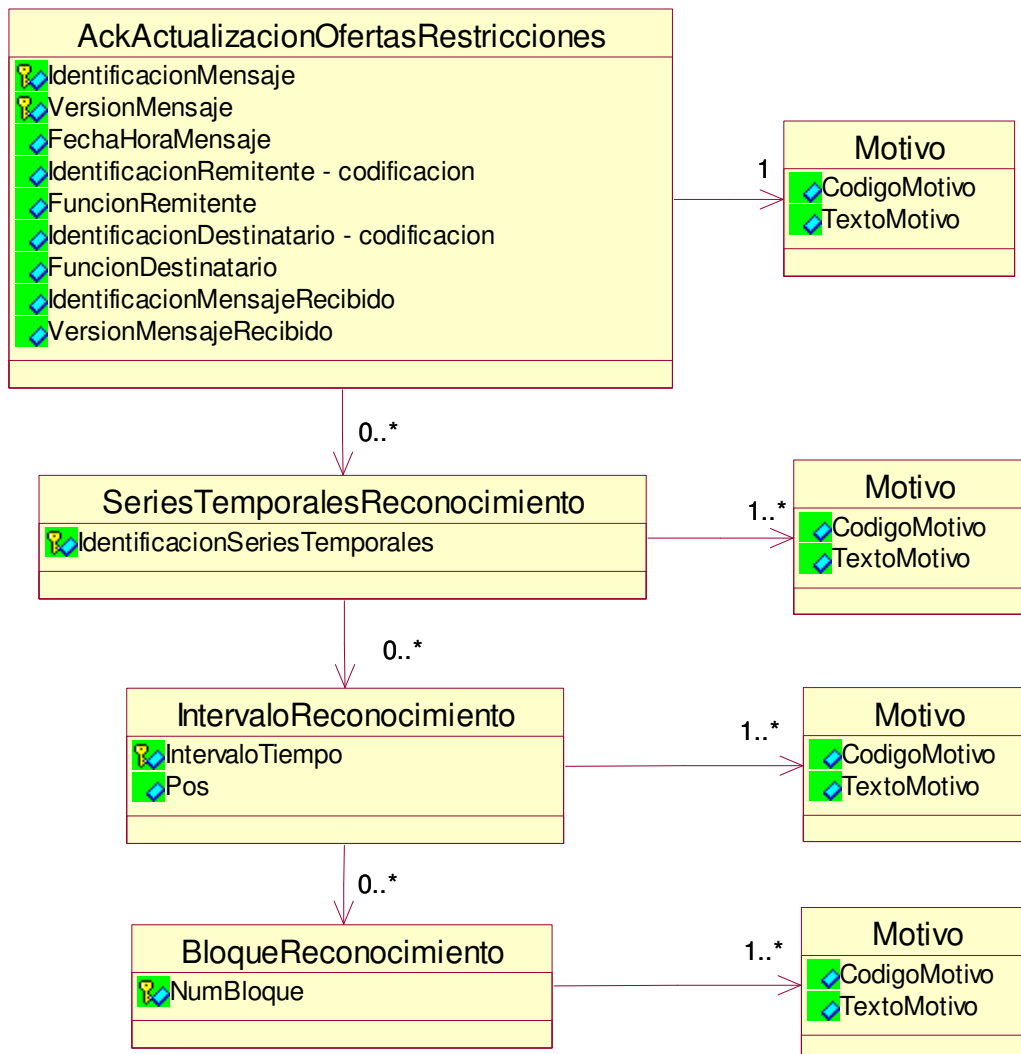 AckActualizacionOfertasRestricciones
IdentificacionMensaje
VersionMensaje
FechaHoraMensaje
IdentificacionRemitente - codificacion
FuncionRemitente
IdentificacionDestinatario - codificacion
FuncionDestinatario
IdentificacionMensajeRecibido
VersionMensajeRecibido
1
Motivo
CodigoMotivo
TextoMotivo
0..*
SeriesTemporalesReconocimiento
IdentificacionSeriesTemporales
1..*
Motivo
CodigoMotivo
TextoMotivo
0..*
IntervaloReconocimiento
IntervaloTiempo
Pos
1..*
Motivo
CodigoMotivo
TextoMotivo
0..*
BloqueReconocimiento
NumBloque
1..*
Motivo
CodigoMotivo
TextoMotivo